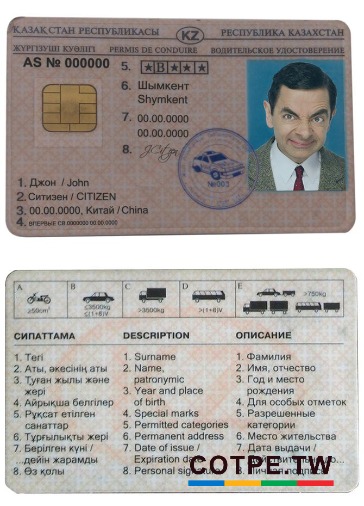 ҚАЗАҚСТАН РЕСПУБЛИКАСЫ KZ РЕСПУБЛИКА КАЗАХСТАН
ЖҮРГІЗУШІ КУӘЛІГІ PERMIS DE CONDUIRE ВОДИТЕЛЬСКОЕ УДОСТОВЕРЕНИЕ
AS № 000000 5. ★B★★★
6. Шымкент
Shymkent
7. 00.00.0000
00.00.0000
8.
№003
1. Джон / John
2. Ситизен / CITIZEN
3. 00.00.0000, Китай / China
4. ВПЕРВЫЕ СВ 0000000 00.00.0000
A B C D E
≥50cm³ ≤3500kg ≤(1+8)V >3500kg >(1+8)V >750kg
СИПАТТАМА DESCRIPTION ОПИСАНИЕ
1. Тегі 1. Surname 1. Фамилия
2. Аты, әкесінің аты 2. Name, patronymic 2. Имя, отчество
3. Туған жылы және жері 3. Year and place of birth 3. Год и место рождения
4. Айрықша белгілер 4. Special marks 4. Для особых отметок
5. Рұқсат етілген санаттар 5. Permitted categories 5. Разрешенные категории
6. Тұрғылықты жері 6. Permanent address 6. Место жительства
7. Берілген күні / ...дейін жарамды 7. Date of issue / Expiration date 7. Дата выдачи /
8. Өз қолы 8. Personal signature 8. Личная подпись
COTPE.TW